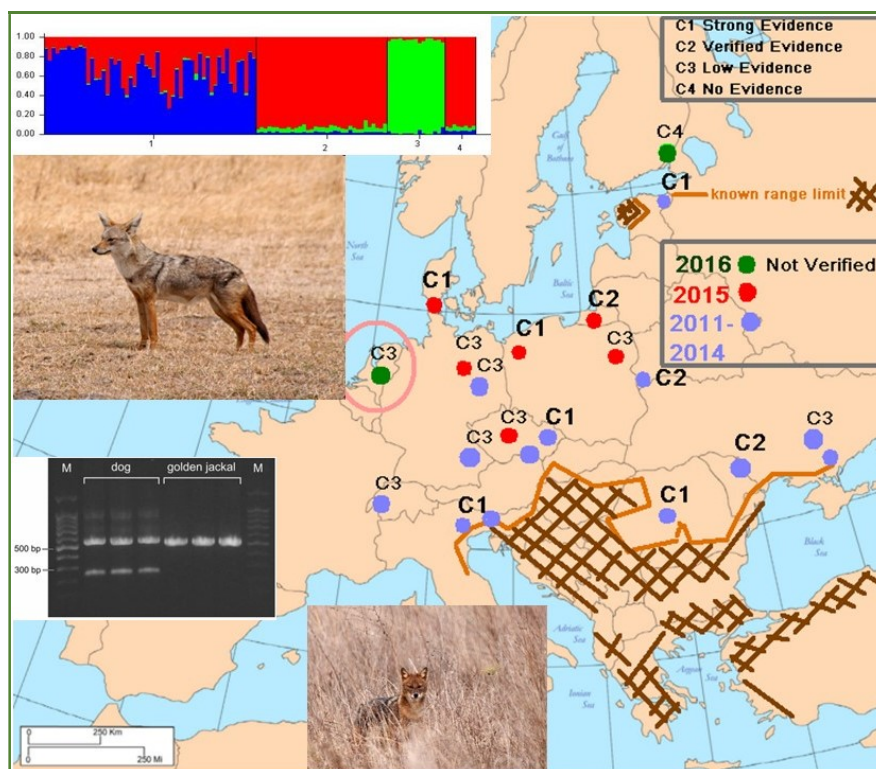 1.00
0.80
0.60
0.40
0.20
0.00
1
2
3
4
C1 Strong Evidence
C2 Verified Evidence
C3 Low Evidence
C4 No Evidence
Gulf of Bothnia
C4
C1
known range limit
North Sea
Baltic Sea
2016 Not Verified
2015
2011-
2014
C1
C2
C1
C3
C3
C3
C3
C2
C3
C1
C3
C3
C2
C3
C1
C1
M dog golden jackal M
500 bp
300 bp
Black Sea
Adriatic Sea
Aegean Sea
Ionian Sea
0 250 Km
0 250 Mi